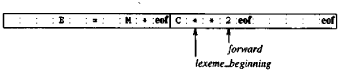 : : : E : : = : : M : * : eof C : * : * : 2 : eof : : : : : eof
forward
lexeme_beginning